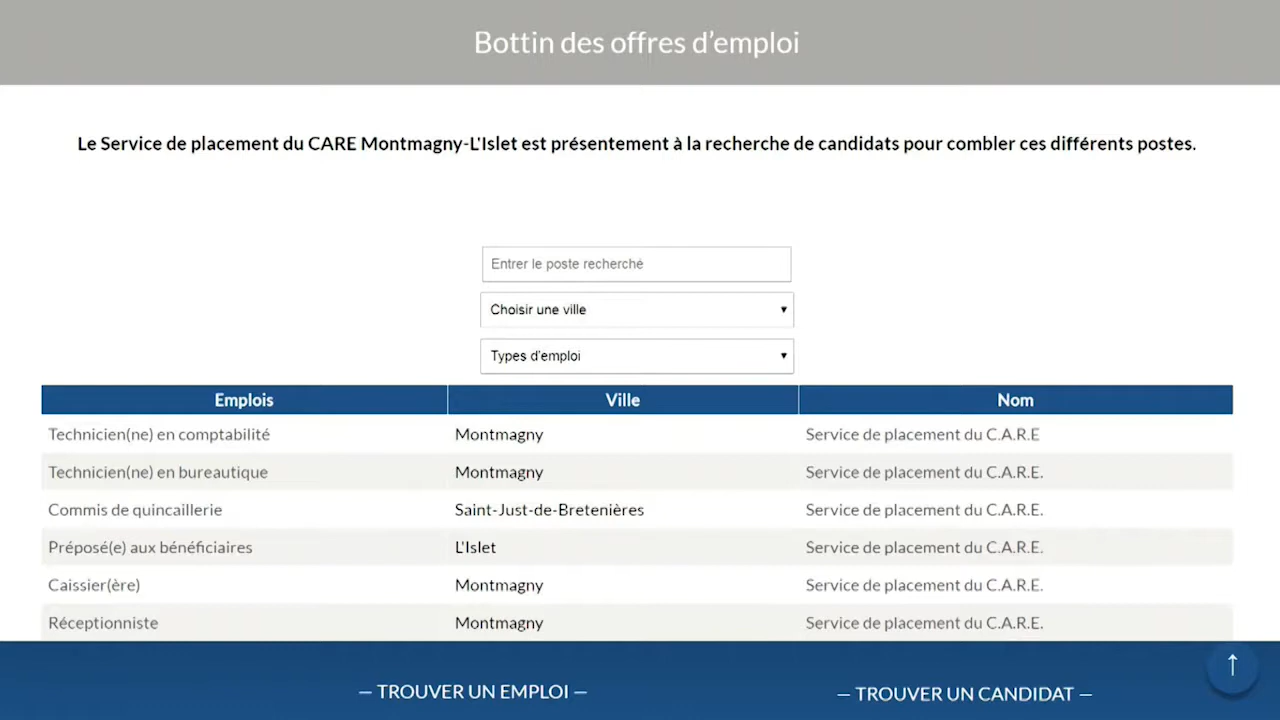 Bottin des offres d’emploi
Le Service de placement du CARE Montmagny-L'Islet est présentement à la recherche de candidats pour combler ces différents postes.
Entrer le poste recherché
Choisir une ville
Types d'emploi
Emplois Ville Nom
Technicien(ne) en comptabilité Montmagny Service de placement du C.A.R.E
Technicien(ne) en bureautique Montmagny Service de placement du C.A.R.E.
Commis de quincaillerie Saint-Just-de-Bretenières Service de placement du C.A.R.E.
Préposé(e) aux bénéficiaires L'Islet Service de placement du C.A.R.E.
Caissier(ère) Montmagny Service de placement du C.A.R.E.
Réceptionniste Montmagny Service de placement du C.A.R.E.
— TROUVER UN EMPLOI — — TROUVER UN CANDIDAT —